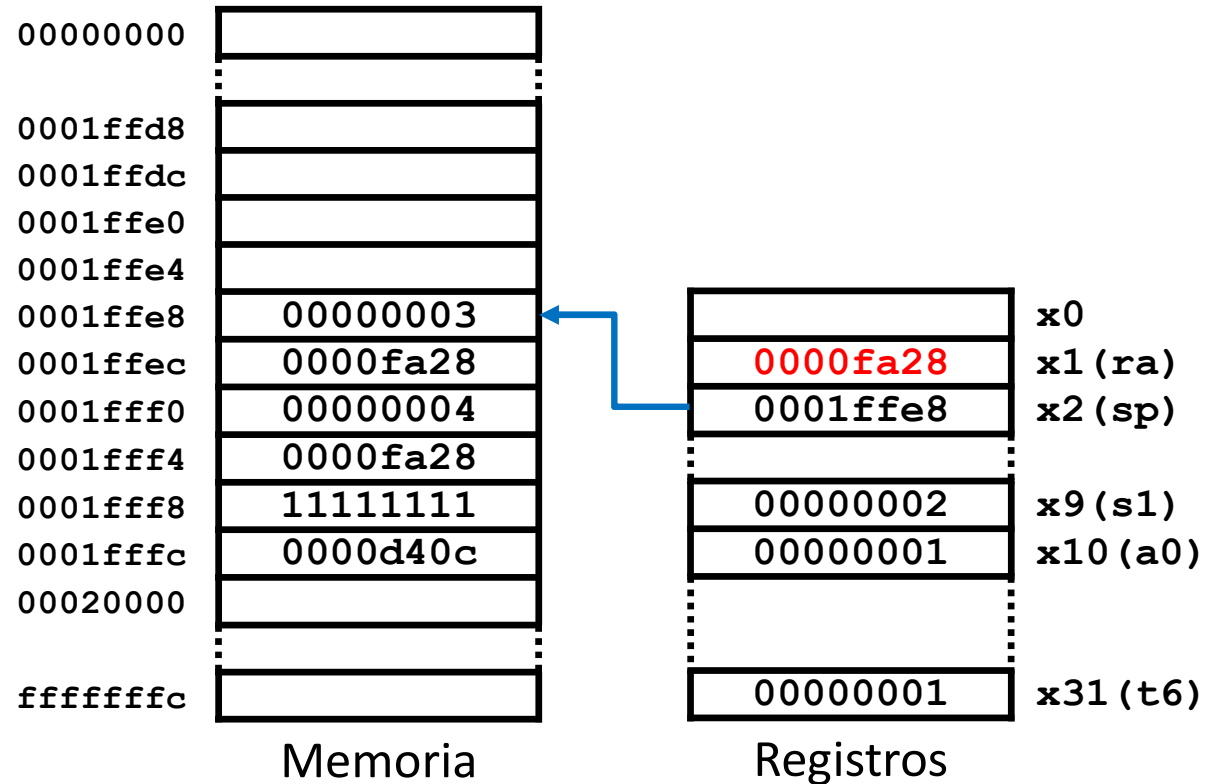 00000000
0001ffd8
0001ffdc
0001ffe0
0001ffe4
0001ffe8 00000003 x0
0001ffec 0000fa28 0000fa28 x1(ra)
0001fff0 00000004 0001ffe8 x2(sp)
0001fff4 0000fa28
0001fff8 11111111 00000002 x9(s1)
0001fffc 0000d40c 00000001 x10(a0)
00020000
fffffffc 00000001 x31(t6)
Memoria Registros